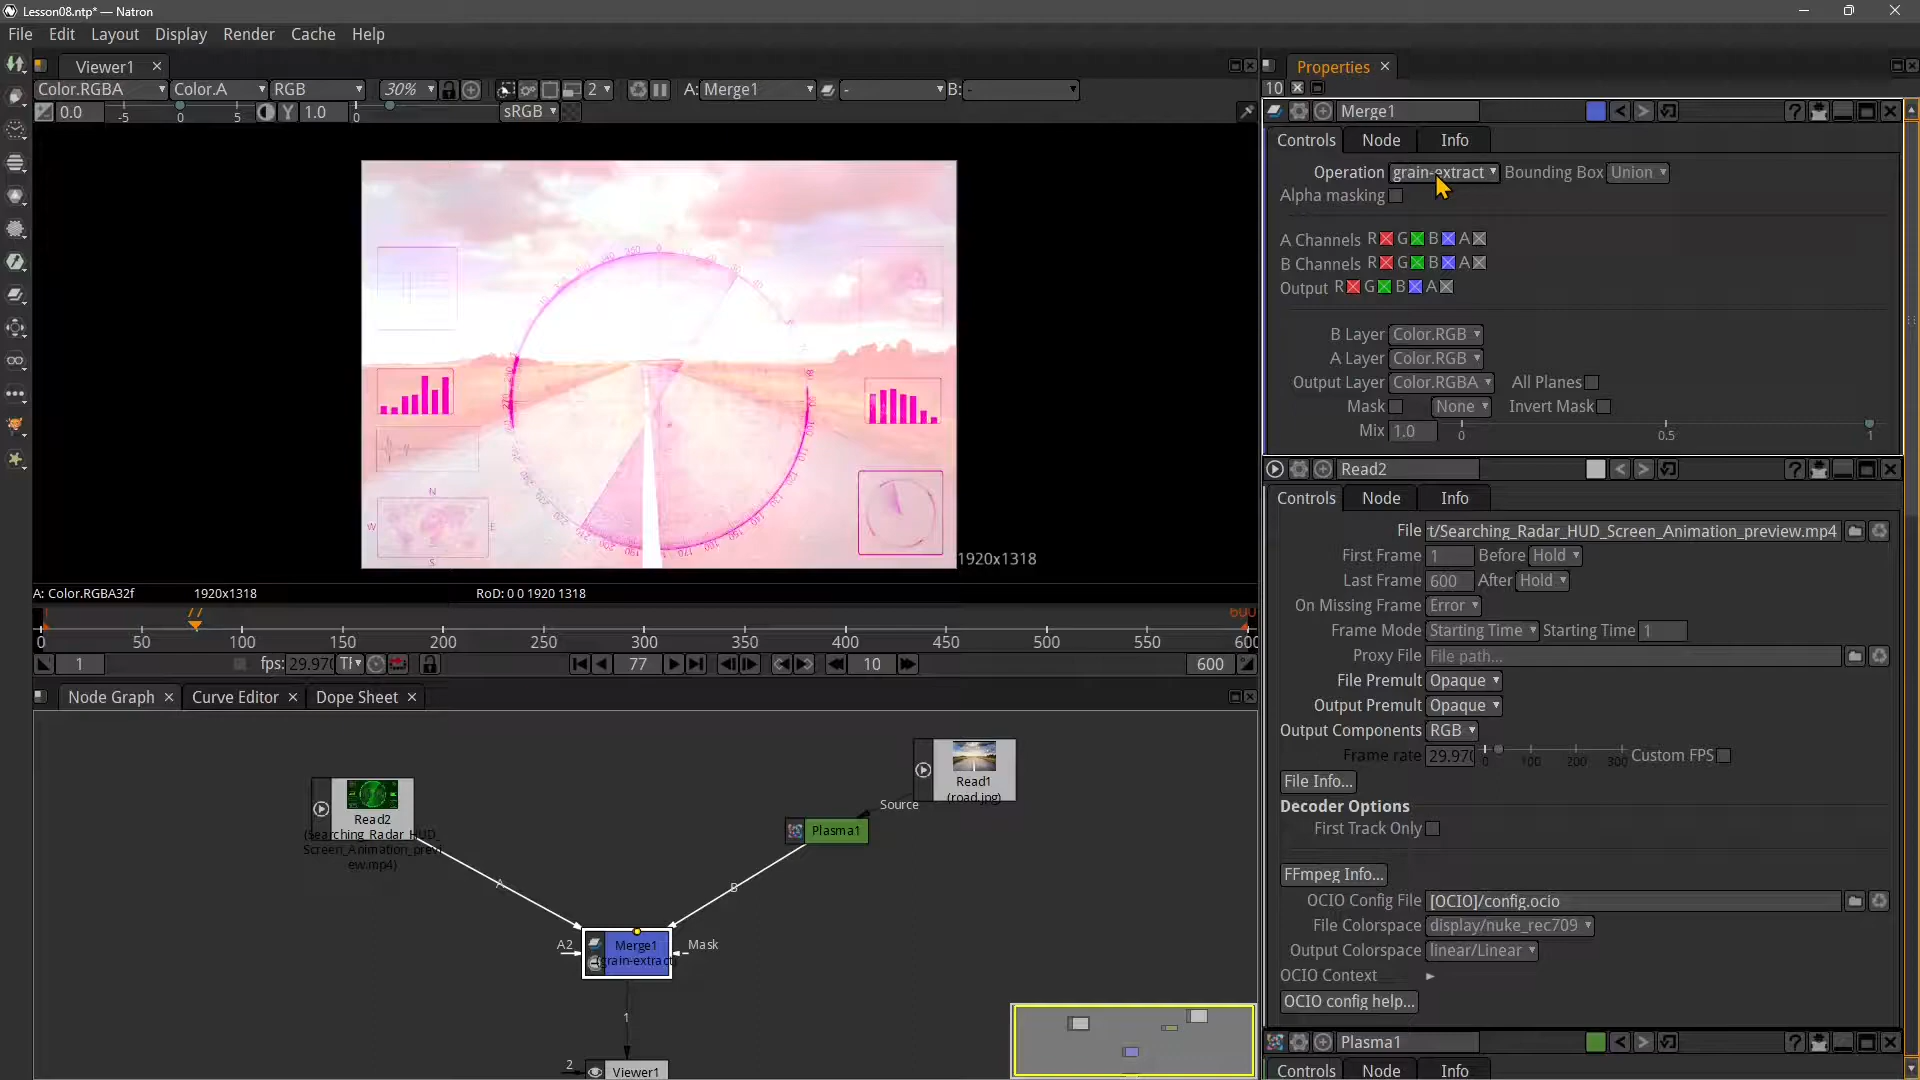 Lesson08.ntp* — Natron
File Edit Layout Display Render Cache Help
Viewer1
Color.RGBA Color.A RGB 30% 2 A: Merge1 - B: -
0.0 -5 0 5 Y 1.0 0 sRGB
1920x1318
A: Color.RGBA32f 1920x1318 RoD: 0 0 1920 1318
77
0 50 100 150 200 250 300 350 400 450 500 550
1 fps: 29.970 77 10 600
Node Graph Curve Editor Dope Sheet
Read1
(road.jpg)
Source
Plasma1
Read2
(Searching_Radar_HUD_
Screen_Animation_previ
ew.mp4)
A
B
A2
Merge1
(grain-extract)
Mask
1
2
Viewer1
Properties
10
Merge1
Controls Node Info
Operation grain-extract Bounding Box Union
Alpha masking
A Channels R G B A
B Channels R G B A
Output R G B A
B Layer Color.RGB
A Layer Color.RGB
Output Layer Color.RGBA All Planes
Mask None Invert Mask
Mix 1.0 0 0.5 1
Read2
Controls Node Info
File t/Searching_Radar_HUD_Screen_Animation_preview.mp4
First Frame 1 Before Hold
Last Frame 600 After Hold
On Missing Frame Error
Frame Mode Starting Time Starting Time 1
Proxy File File path...
File Premult Opaque
Output Premult Opaque
Output Components RGB
Frame rate 29.970 0 100 200 300 Custom FPS
File Info...
Decoder Options
First Track Only
FFmpeg Info...
OCIO Config File [OCIO]/config.ocio
File Colorspace display/nuke_rec709
Output Colorspace linear/Linear
OCIO Context
OCIO config help...
Plasma1
Controls Node Info